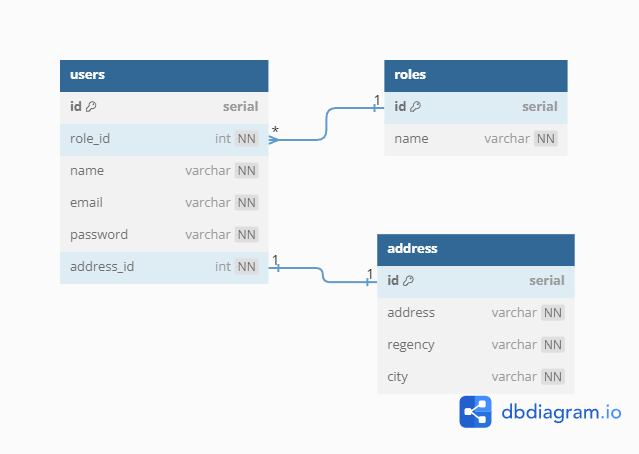 users
id serial
role_id int NN
name varchar NN
email varchar NN
password varchar NN
address_id int NN
*
1
1
1
roles
id serial
name varchar NN
address
id serial
address varchar NN
regency varchar NN
city varchar NN
dbdiagram.io